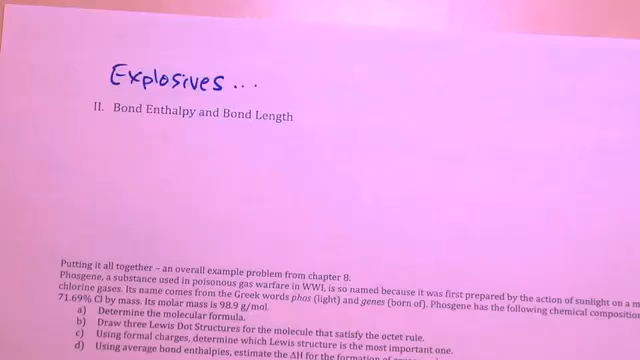 Explosives...
II. Bond Enthalpy and Bond Length
Putting it all together – an overall example problem from chapter 8.
Phosgene, a substance used in poisonous gas warfare in WWI, is so named because it was first prepared by the action of sunlight on a
chlorine gases. Its name comes from the Greek words phos (light) and genes (born of). Phosgene has the following chemical
71.69% Cl by mass. Its molar mass is 98.9 g/mol.
a) Determine the molecular formula.
b) Draw three Lewis Dot Structures for the molecule that satisfy the octet rule.
c) Using formal charges, determine which Lewis structure is the most important one.
d) Using average bond enthalpies, estimate the ΔH for the formation of